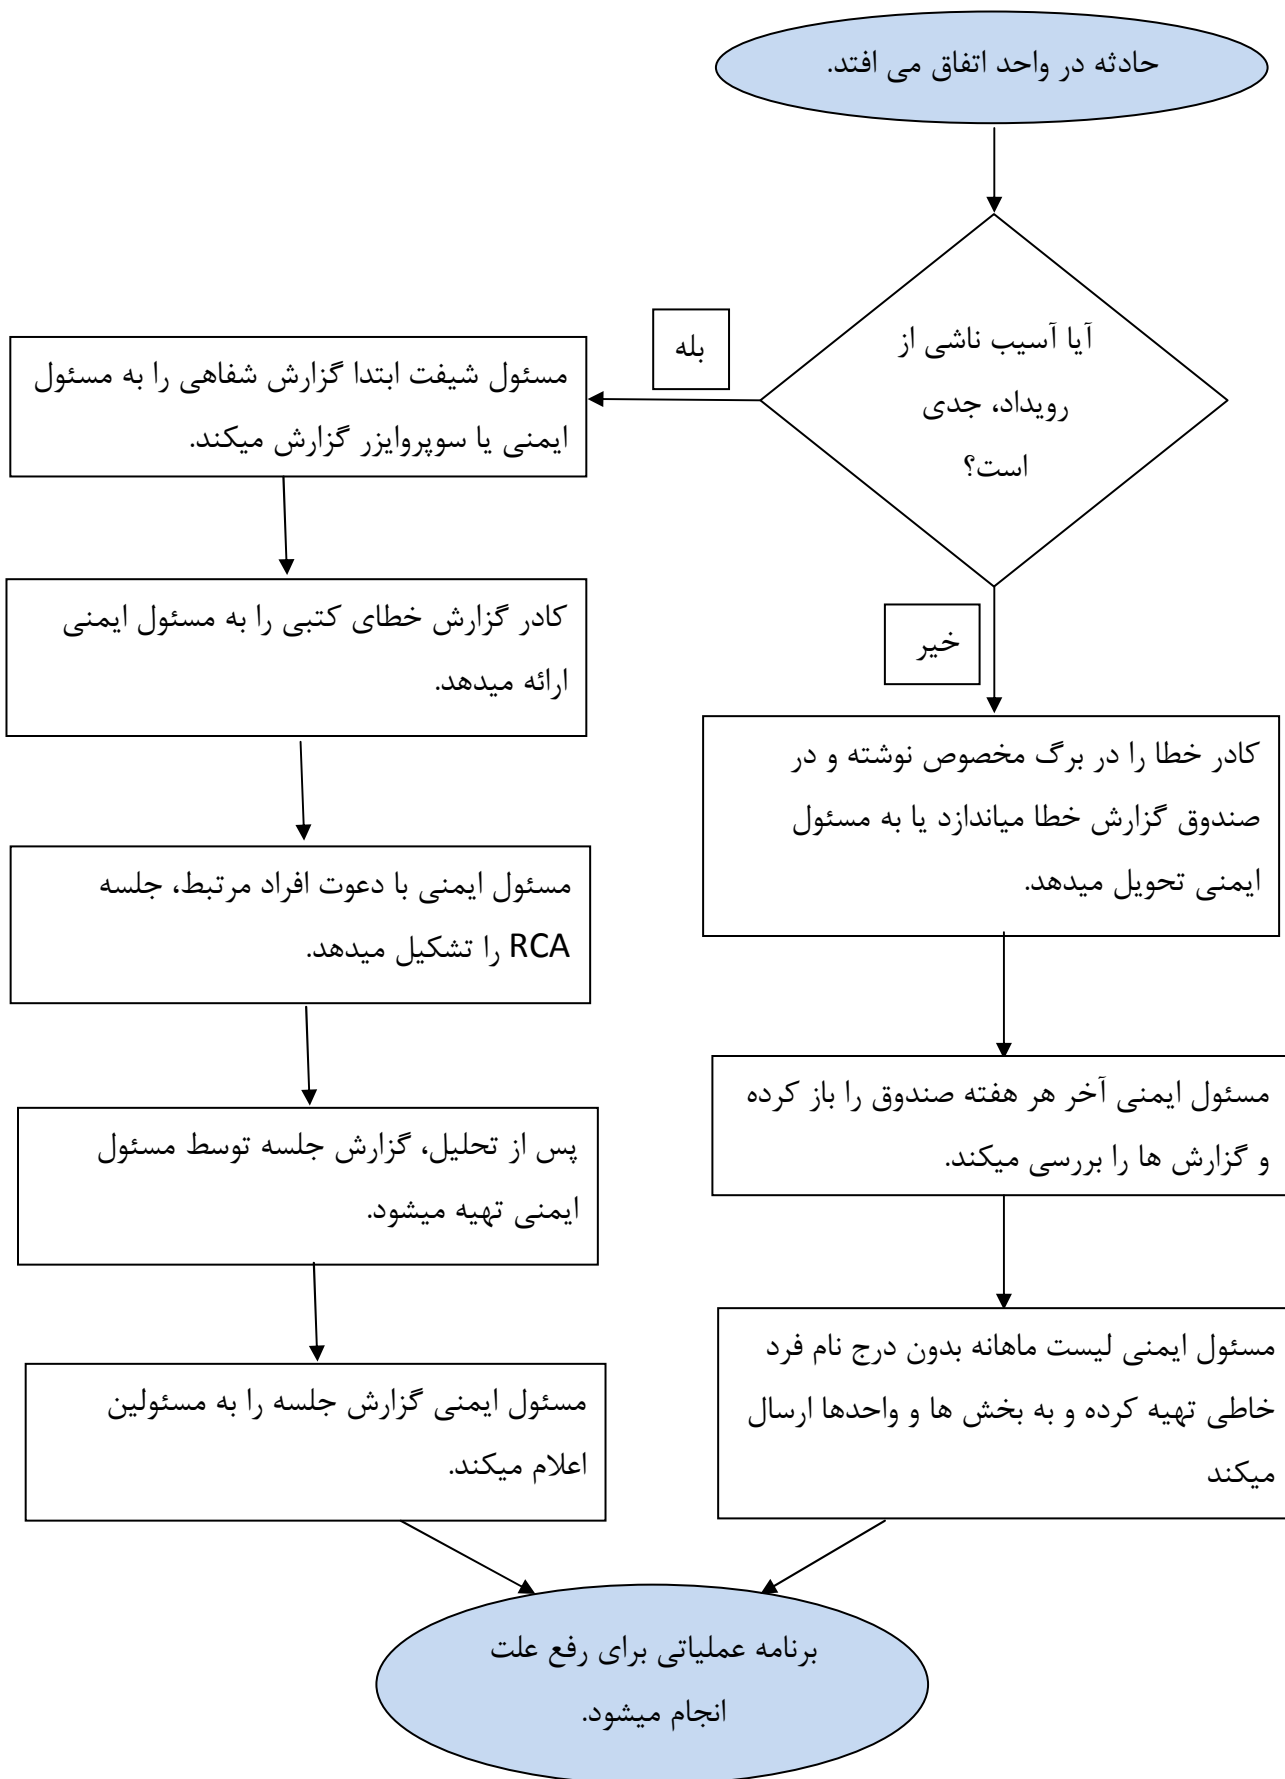 حادثه در واحد اتفاق می افتد.
آیا آسیب ناشی از
رویداد، جدی
است؟
بله
مسئول شیفت ابتدا گزارش شفاهی را به مسئول
ایمنی یا سوپروایزر گزارش میکند.
کادر گزارش خطای کتبی را به مسئول ایمنی
ارائه میدهد.
مسئول ایمنی با دعوت افراد مرتبط، جلسه
RCA را تشکیل میدهد.
پس از تحلیل، گزارش جلسه توسط مسئول
ایمنی تهیه میشود.
مسئول ایمنی گزارش جلسه را به مسئولین
اعلام میکند.
خیر
کادر خطا را در برگ مخصوص نوشته و در
صندوق گزارش خطا میاندازد یا به مسئول
ایمنی تحویل میدهد.
مسئول ایمنی آخر هر هفته صندوق را باز کرده
و گزارش ها را بررسی میکند.
مسئول ایمنی لیست ماهانه بدون درج نام فرد
خاطی تهیه کرده و به بخش ها و واحدها ارسال
میکند
برنامه عملیاتی برای رفع علت
انجام میشود.